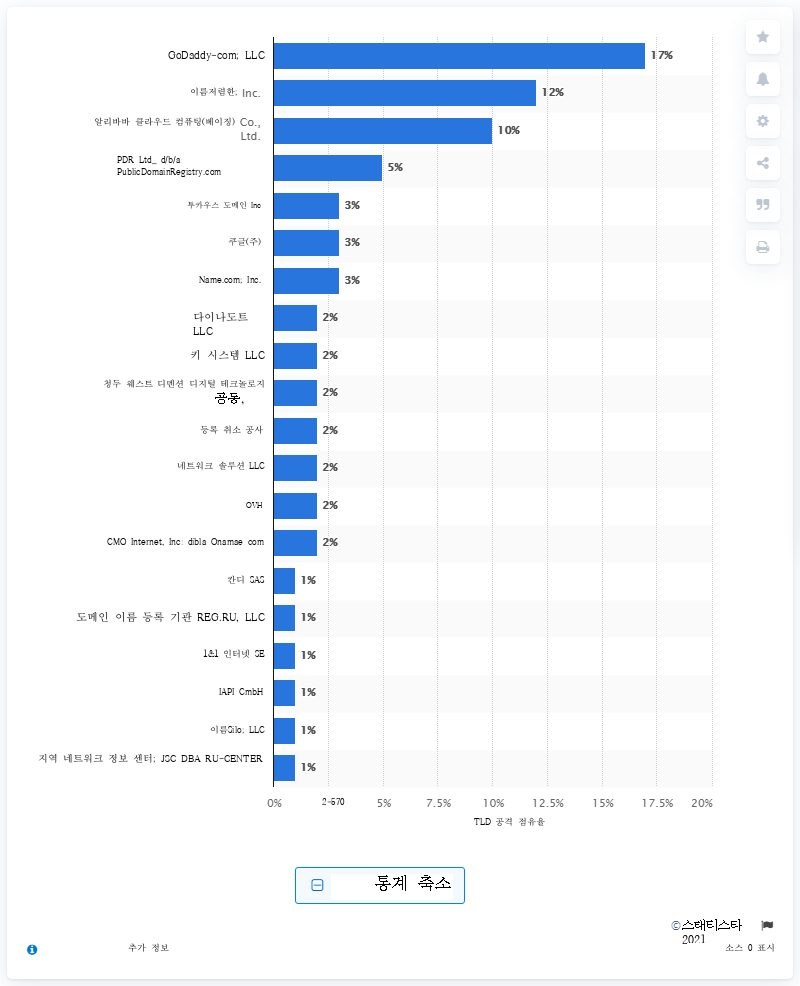 GoDaddy-com; LLC 17%
이름저렴한; Inc. 12%
알리바바 클라우드 컴퓨팅(베이징) Co., 10%
Ltd.
PDR Ltd_ d/b/a 5%
PublicDomainRegistry.com
투카우스 도메인 Inc 3%
쿠글(주) 3%
Name.com; Inc. 3%
다이나도트 2%
LLC
키 시스템 LLC 2%
청두 웨스트 디멘션 디지털 테크놀로지 2%
공동,
등록 취소 공사 2%
네트워크 솔루션 LLC 2%
OVH 2%
CMO Internet, Inc: dibla Onamae com 2%
칸디 SAS 1%
도메인 이름 등록 기관 REG.RU, LLC 1%
1&1 인터넷 SE 1%
IAPI CmbH 1%
이름Silo; LLC 1%
지역 네트워크 정보 센터; JSC DBA RU-CENTER 1%
0% 2-570 5% 7.5% 10% 12.5% 15% 17.5% 20%
TLD 공격 점유율
통계 축소
©스태티스타
2021
추가 정보 소스 0 표시